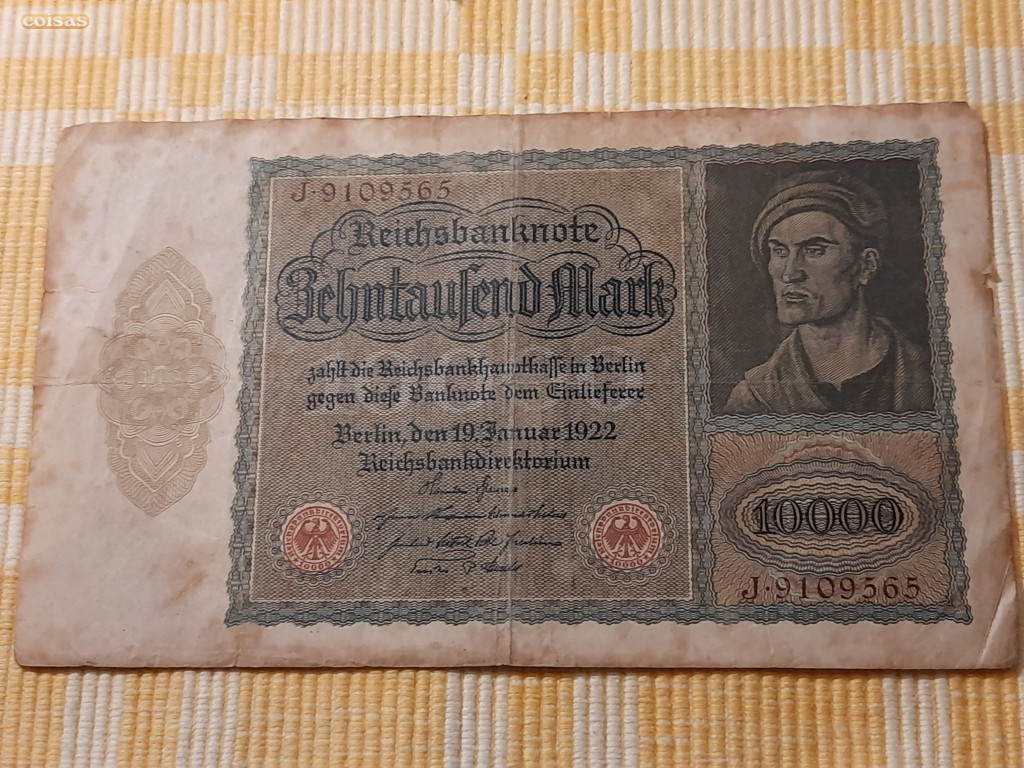 coisas
J·9109565
Reichsbanknote
Zehntausend Mark
zahlt die Reichsbankhauptkasse in Berlin
gegen diese Banknote dem Einlieferer
Berlin, den 19. Januar 1922
Reichsbankdirektorium
10000
J·9109565